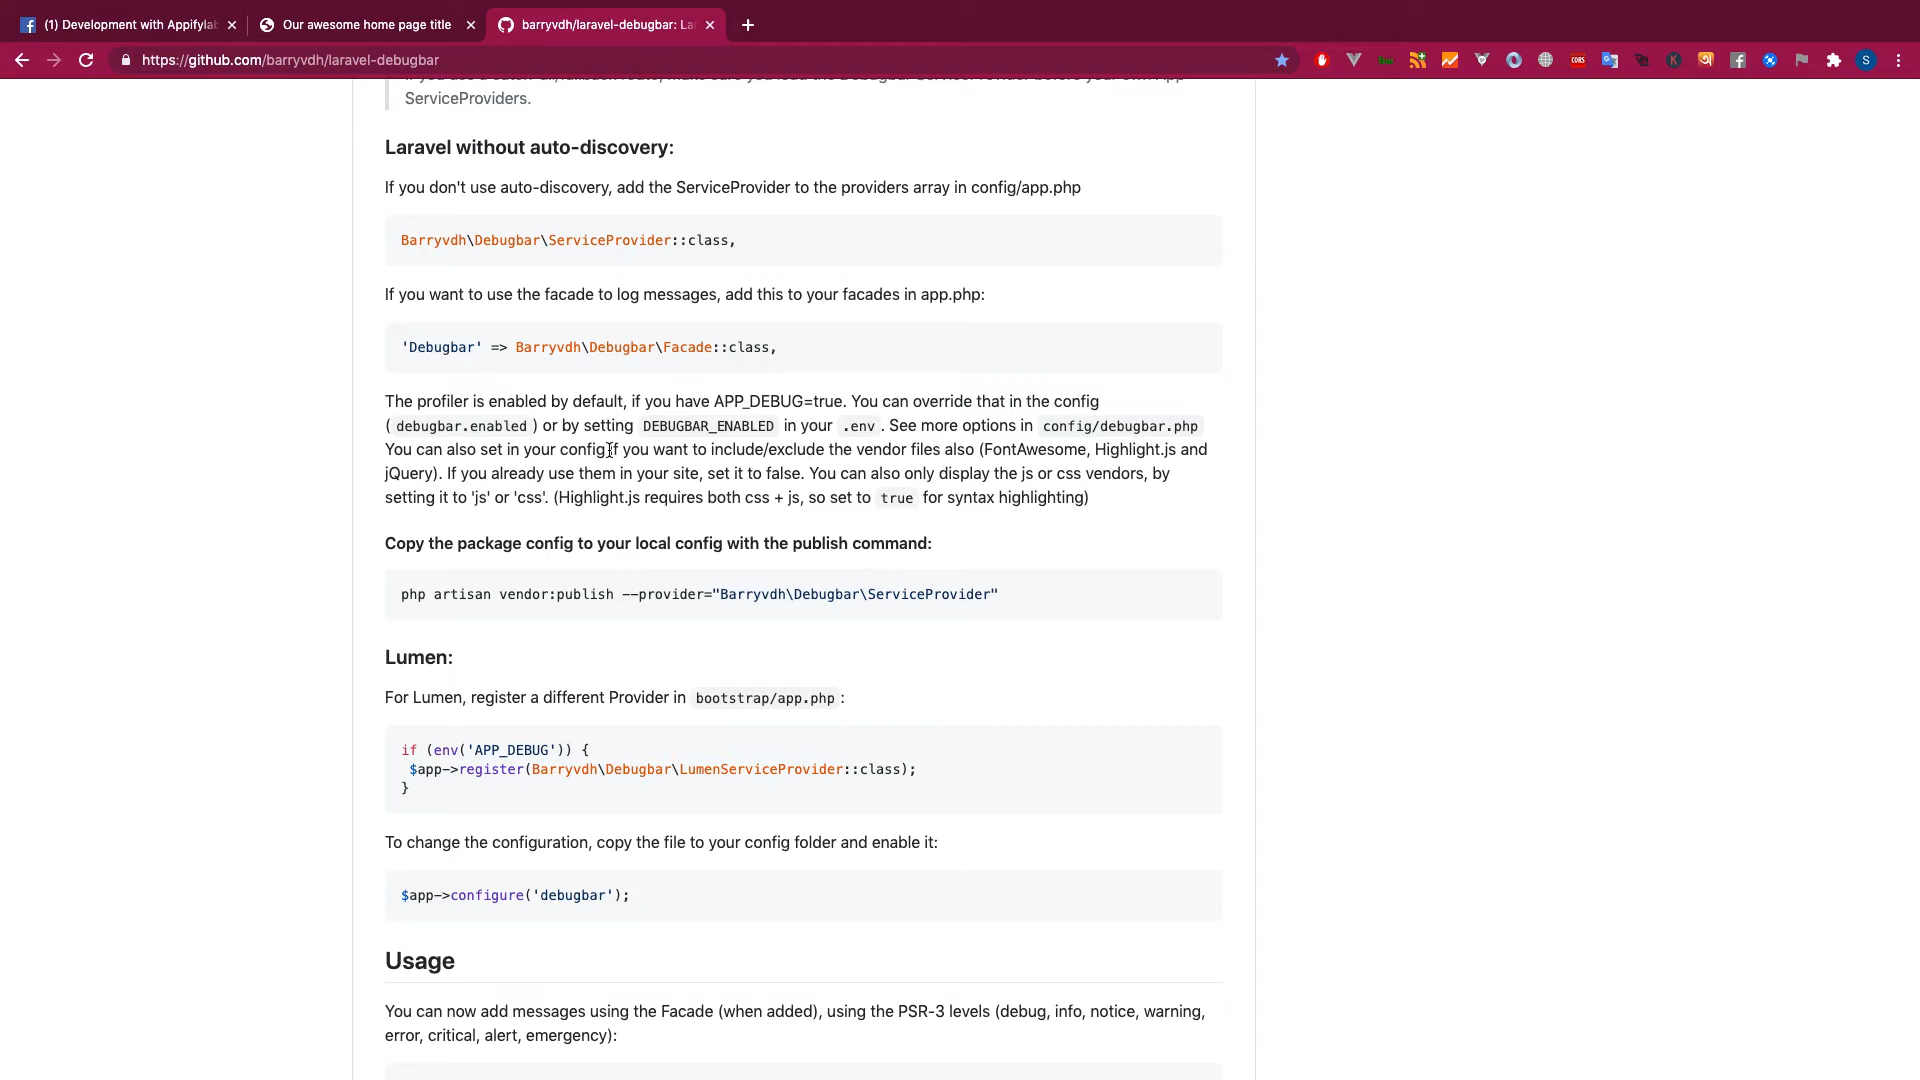 (1) Development with Appifylab
Our awesome home page title
barryvdh/laravel-debugbar: La
https://github.com/barryvdh/laravel-debugbar
ServiceProviders.
Laravel without auto-discovery:
If you don't use auto-discovery, add the ServiceProvider to the providers array in config/app.php
Barryvdh\Debugbar\ServiceProvider::class,
If you want to use the facade to log messages, add this to your facades in app.php:
'Debugbar' => Barryvdh\Debugbar\Facade::class,
The profiler is enabled by default, if you have APP_DEBUG=true. You can override that in the config
( debugbar.enabled ) or by setting DEBUGBAR_ENABLED in your .env . See more options in config/debugbar.php
You can also set in your config if you want to include/exclude the vendor files also (FontAwesome, Highlight.js and
jQuery). If you already use them in your site, set it to false. You can also only display the js or css vendors, by
setting it to 'js' or 'css'. (Highlight.js requires both css + js, so set to true for syntax highlighting)
Copy the package config to your local config with the publish command:
php artisan vendor:publish --provider="Barryvdh\Debugbar\ServiceProvider"
Lumen:
For Lumen, register a different Provider in bootstrap/app.php :
if (env('APP_DEBUG')) {
$app->register(Barryvdh\Debugbar\LumenServiceProvider::class);
}
To change the configuration, copy the file to your config folder and enable it:
$app->configure('debugbar');
Usage
You can now add messages using the Facade (when added), using the PSR-3 levels (debug, info, notice, warning,
error, critical, alert, emergency):